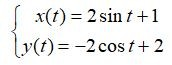 x(t) = 2 sin t + 1
y(t) = −2 cos t + 2